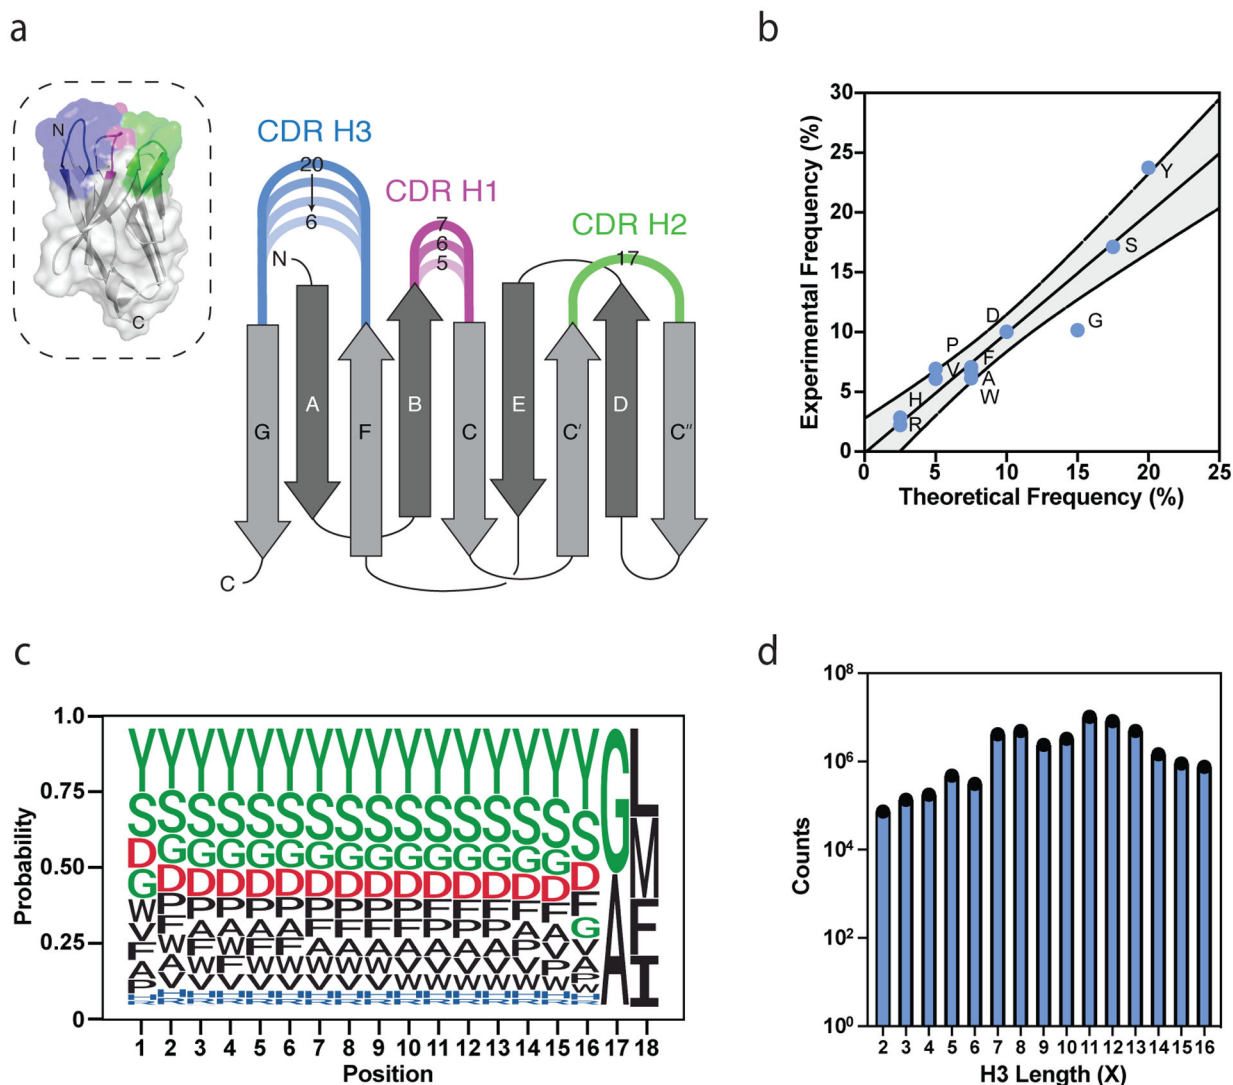 a
N
C
CDR H3
20
6
CDR H1
7
6
5
CDR H2
17
N
G
A
F
B
C
E
C′
D
C″
C
b
Experimental Frequency (%)
30
25
20
15
10
5
0
Y
S
G
D
P
F
V
A
W
H
R
0
5
10
15
20
25
Theoretical Frequency (%)
c
Probability
1.0
0.75
0.50
0.25
0
Y Y Y Y Y Y Y Y Y Y Y Y Y Y Y Y G L
S S S S S S S S S S S S S S S S A M
D G G G G G G G G G G G G G G D F
G D D D D D D D D D D D D D D F I
W P P P P P P P P P F F F F F G
V F A A A F F F F F P P P A A V
F W F W F A A A A A A A A P V A
A A W F W W W W W V V V V V P P
P V V V V V V V V W W W W W W W
1 2 3 4 5 6 7 8 9 10 11 12 13 14 15 16 17 18
Position
d
Counts
10⁸
10⁶
10⁴
10²
10⁰
2 3 4 5 6 7 8 9 10 11 12 13 14 15 16
H3 Length (X)